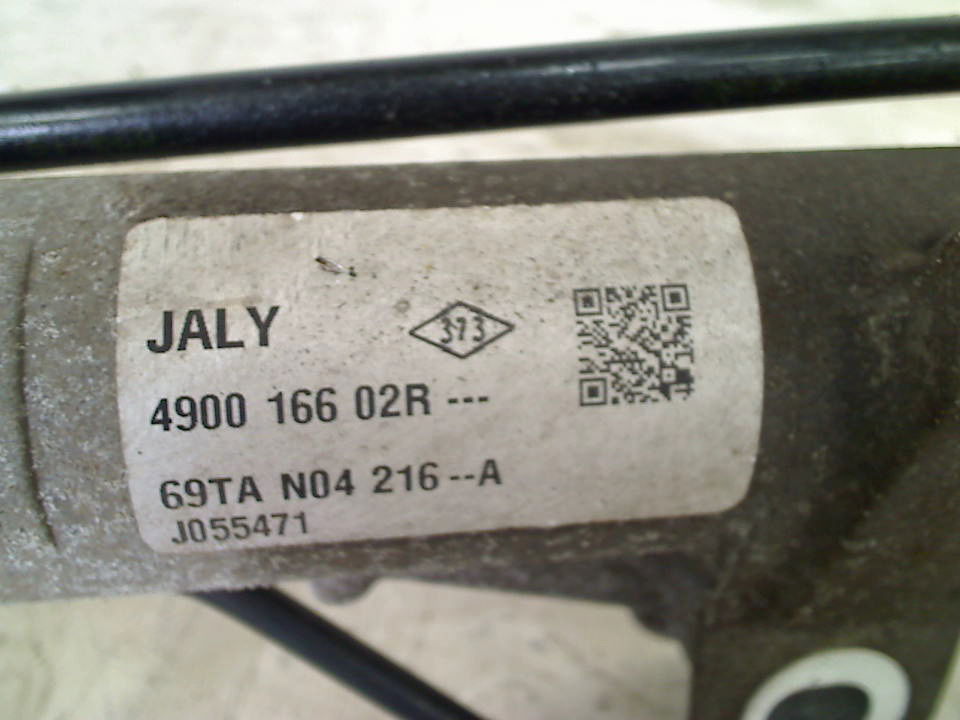 JALY
373
4900 166 02R ---
69TA N04 216--A
J055471